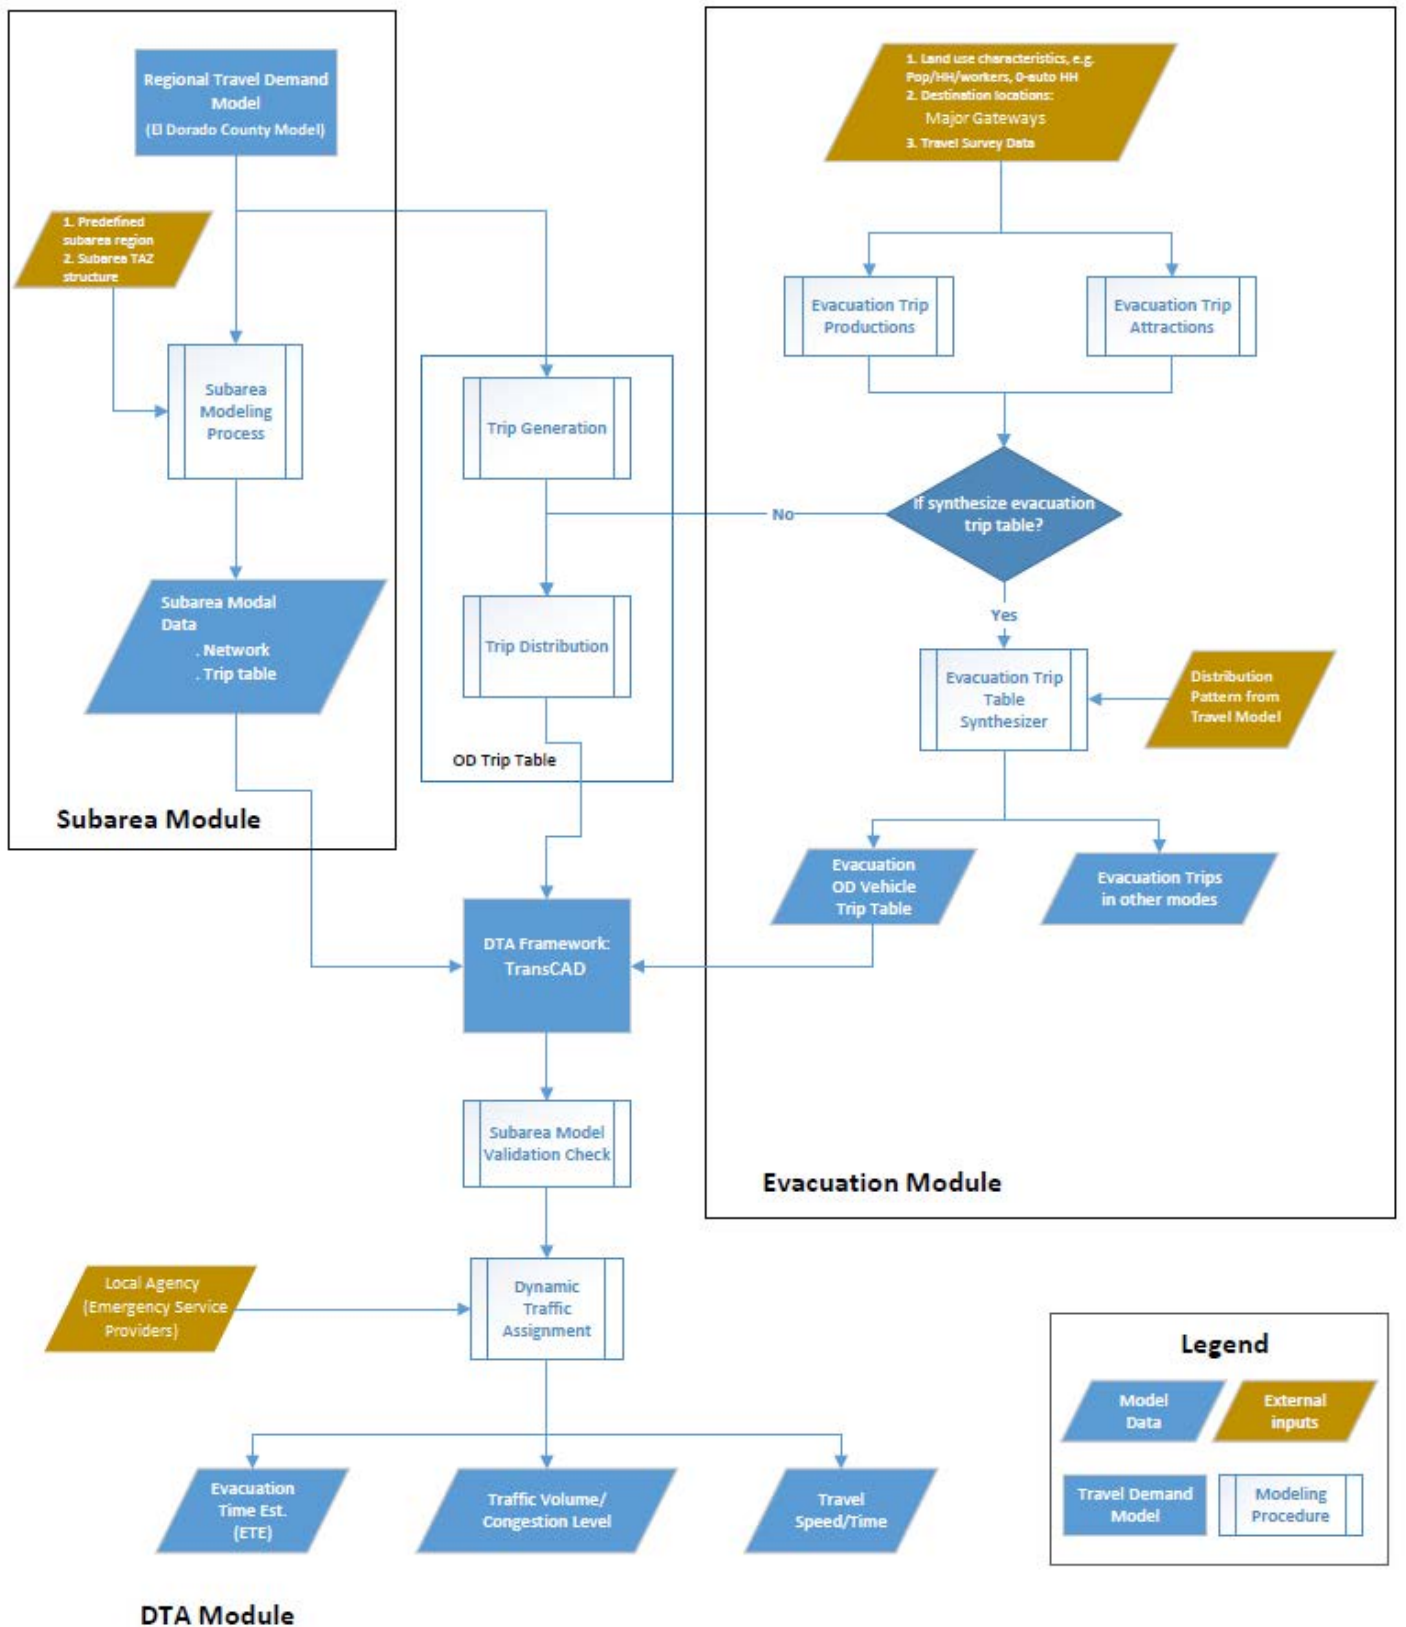 Regional Travel Demand
Model
(El Dorado County Model)
1. Predefined
subarea region
2. Subarea TAZ
structure
Subarea
Modeling
Process
Subarea Modal
Data
. Network
. Trip table
Subarea Module
Trip Generation
Trip Distribution
OD Trip Table
1. Land use characteristics, e.g.
Pop/HH/workers, 0-auto HH
2. Destination locations:
Major Gateways
3. Travel Survey Data
Evacuation Trip
Productions
Evacuation Trip
Attractions
If synthesize evacuation
trip table?
No
Yes
Evacuation Trip
Table
Synthesizer
Distribution
Pattern from
Travel Model
Evacuation
OD Vehicle
Trip Table
Evacuation Trips
in other modes
Evacuation Module
DTA Framework:
TransCAD
Subarea Model
Validation Check
Local Agency
(Emergency Service
Providers)
Dynamic
Traffic
Assignment
Evacuation
Time Est.
(ETE)
Traffic Volume/
Congestion Level
Travel
Speed/Time
DTA Module
Legend
Model
Data
External
inputs
Travel Demand
Model
Modeling
Procedure